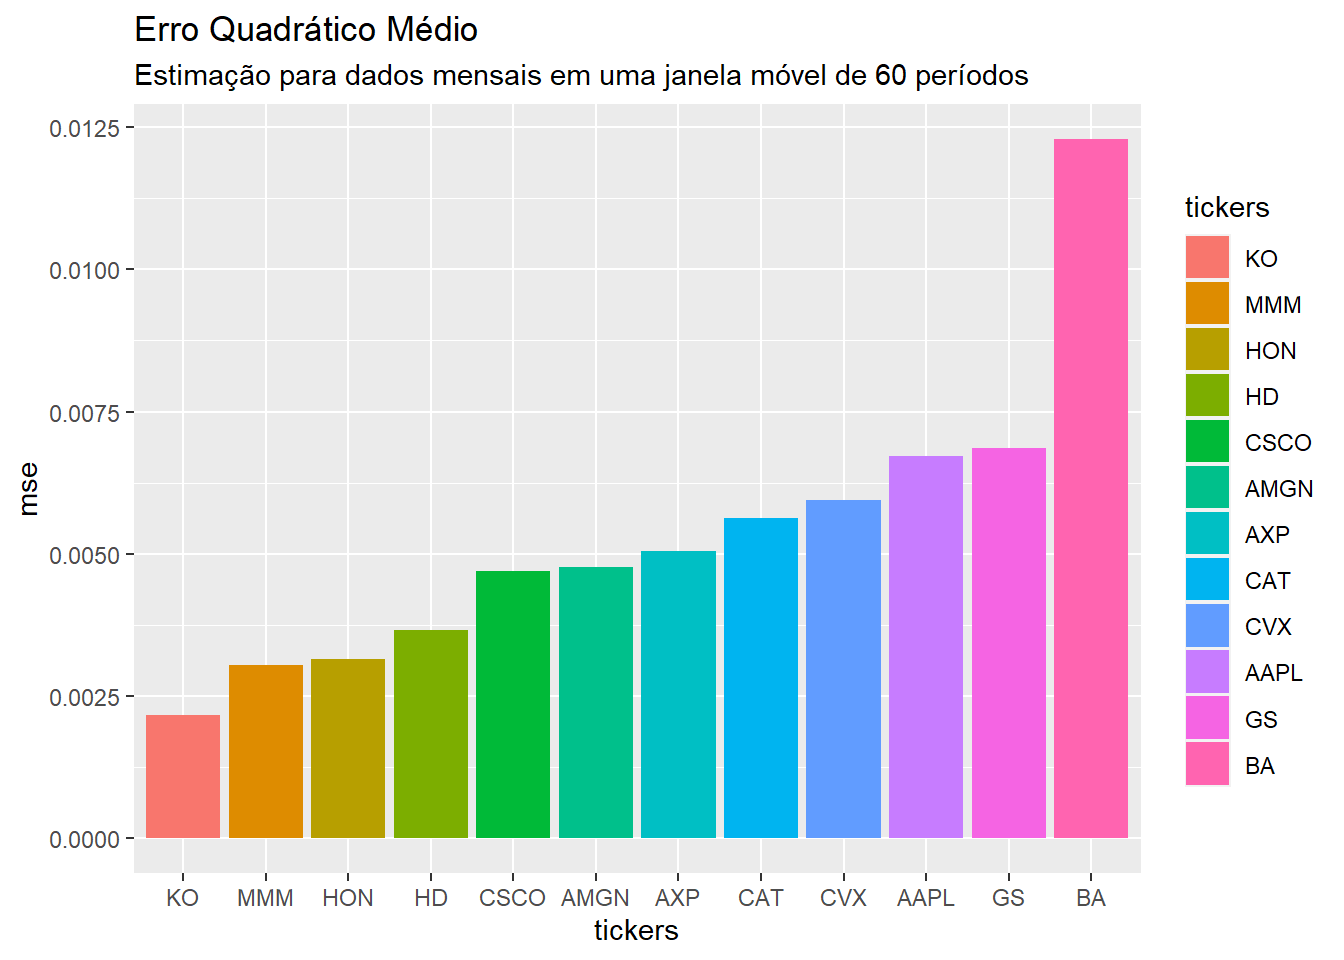 Erro Quadrático Médio
Estimação para dados mensais em uma janela móvel de 60 períodos
mse
0.0125
0.0100
0.0075
0.0050
0.0025
0.0000
KO MMM HON HD CSCO AMGN AXP CAT CVX AAPL GS BA
tickers
tickers
KO
MMM
HON
HD
CSCO
AMGN
AXP
CAT
CVX
AAPL
GS
BA